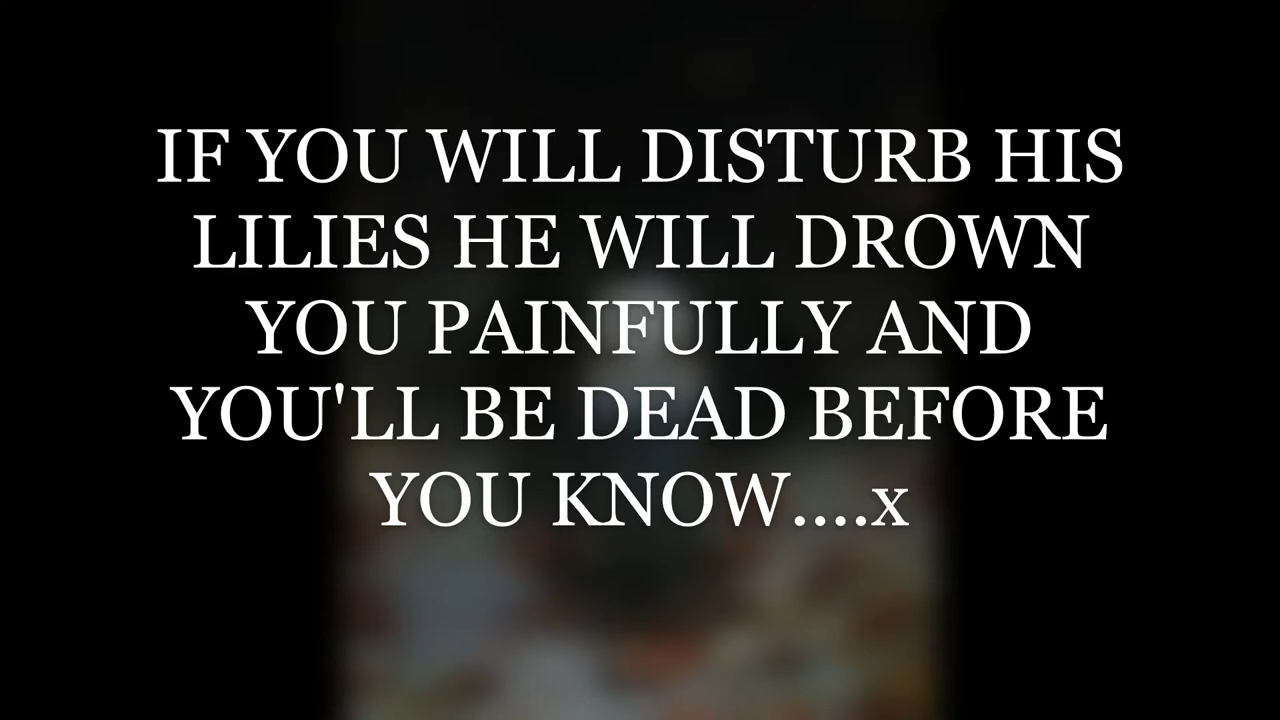 IF YOU WILL DISTURB HIS
LILIES HE WILL DROWN
YOU PAINFULLY AND
YOU'LL BE DEAD BEFORE
YOU KNOW....x